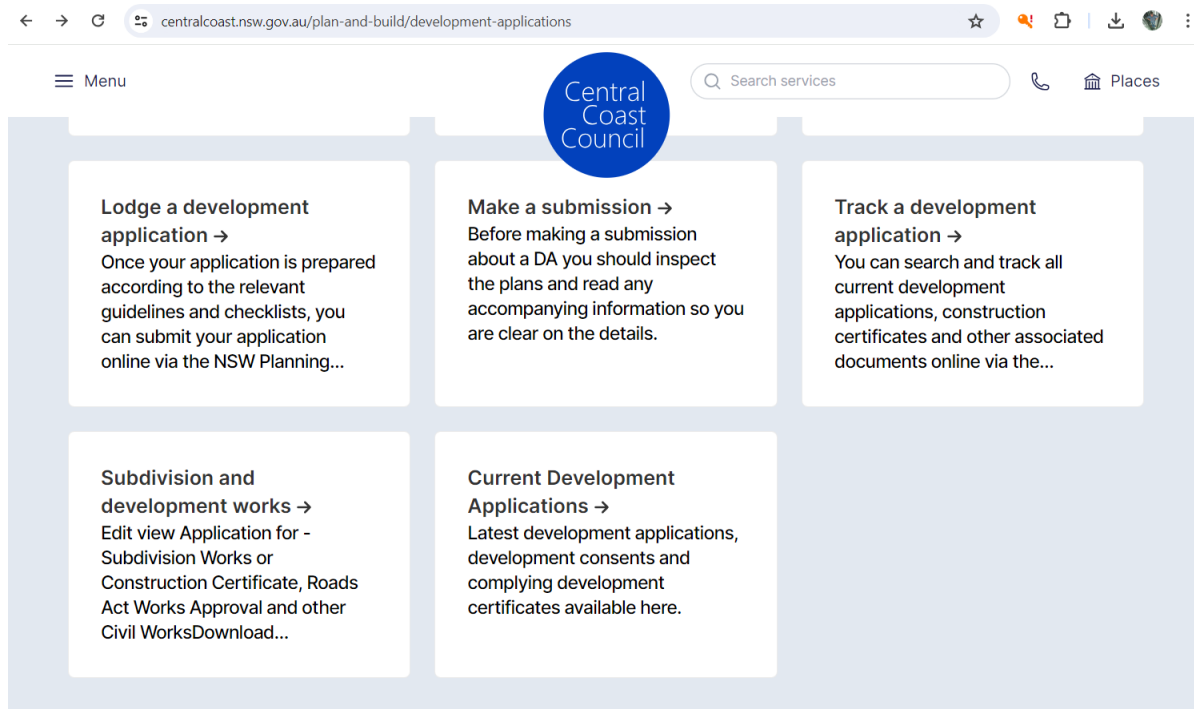 centralcoast.nsw.gov.au/plan-and-build/development-applications
Menu
Central
Coast
Council
Search services
Places
Lodge a development
application →
Once your application is prepared
according to the relevant
guidelines and checklists, you
can submit your application
online via the NSW Planning...
Make a submission →
Before making a submission
about a DA you should inspect
the plans and read any
accompanying information so you
are clear on the details.
Track a development
application →
You can search and track all
current development
applications, construction
certificates and other associated
documents online via the...
Subdivision and
development works →
Edit view Application for -
Subdivision Works or
Construction Certificate, Roads
Act Works Approval and other
Civil WorksDownload...
Current Development
Applications →
Latest development applications,
development consents and
complying development
certificates available here.